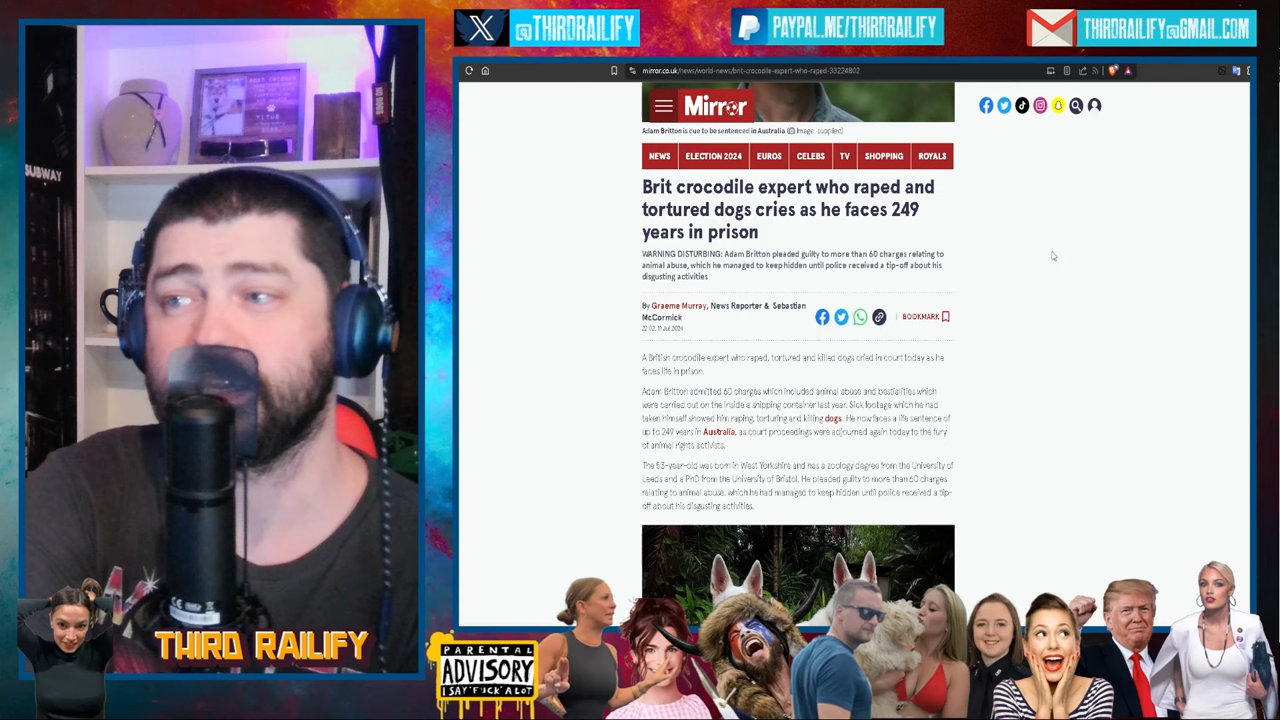 @THIRDRAILIFY
PAYPAL.ME/THIRDRAILIFY
THIRDRAILIFY@GMAIL.COM
mirror.co.uk/news/world-news/brit-crocodile-expert-who-raped-33224802
Mirror
Adam Britton is due to be sentenced in Australia (Image: supplied)
NEWS ELECTION 2024 EUROS CELEBS TV SHOPPING ROYALS
Brit crocodile expert who raped and
tortured dogs cries as he faces 249
years in prison
WARNING DISTURBING: Adam Britton pleaded guilty to more than 60 charges relating to
animal abuse, which he managed to keep hidden until police received a tip-off about his
disgusting activities
By Graeme Murray, News Reporter & Sebastian
McCormick
22:02, 11 Jul 2024
BOOKMARK
A British crocodile expert who raped, tortured and killed dogs cried in court today as he
faces life in prison.
Adam Britton admitted 60 charges which included animal abuse and bestialities which
were carried out on the inside a shipping container last year. Sick footage which he had
taken himself showed him raping, torturing and killing dogs. He now faces a life sentence of
up to 249 years in Australia, as court proceedings were adjourned again today to the fury
of animal rights activists.
The 53-year-old was born in West Yorkshire and has a zoology degree from the University of
Leeds and a PhD from the University of Bristol. He pleaded guilty to more than 60 charges
relating to animal abuse, which he had managed to keep hidden until police received a tip-
off about his disgusting activities.
SUBWAY
THIRD RAILIFY
PARENTAL
ADVISORY
I SAY "FUCK" ALOT